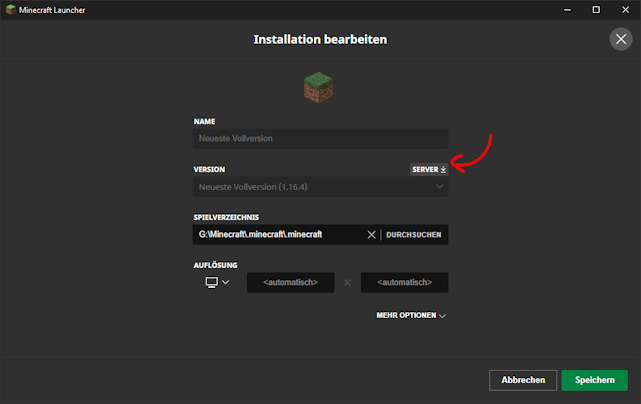 Minecraft Launcher
Installation bearbeiten
NAME
Neueste Vollversion
VERSION
SERVER
Neueste Vollversion (1.16.4)
SPIELVERZEICHNIS
G:\Minecraft\.minecraft\.minecraft
DURCHSUCHEN
AUFLÖSUNG
<automatisch> × <automatisch>
MEHR OPTIONEN
Abbrechen
Speichern